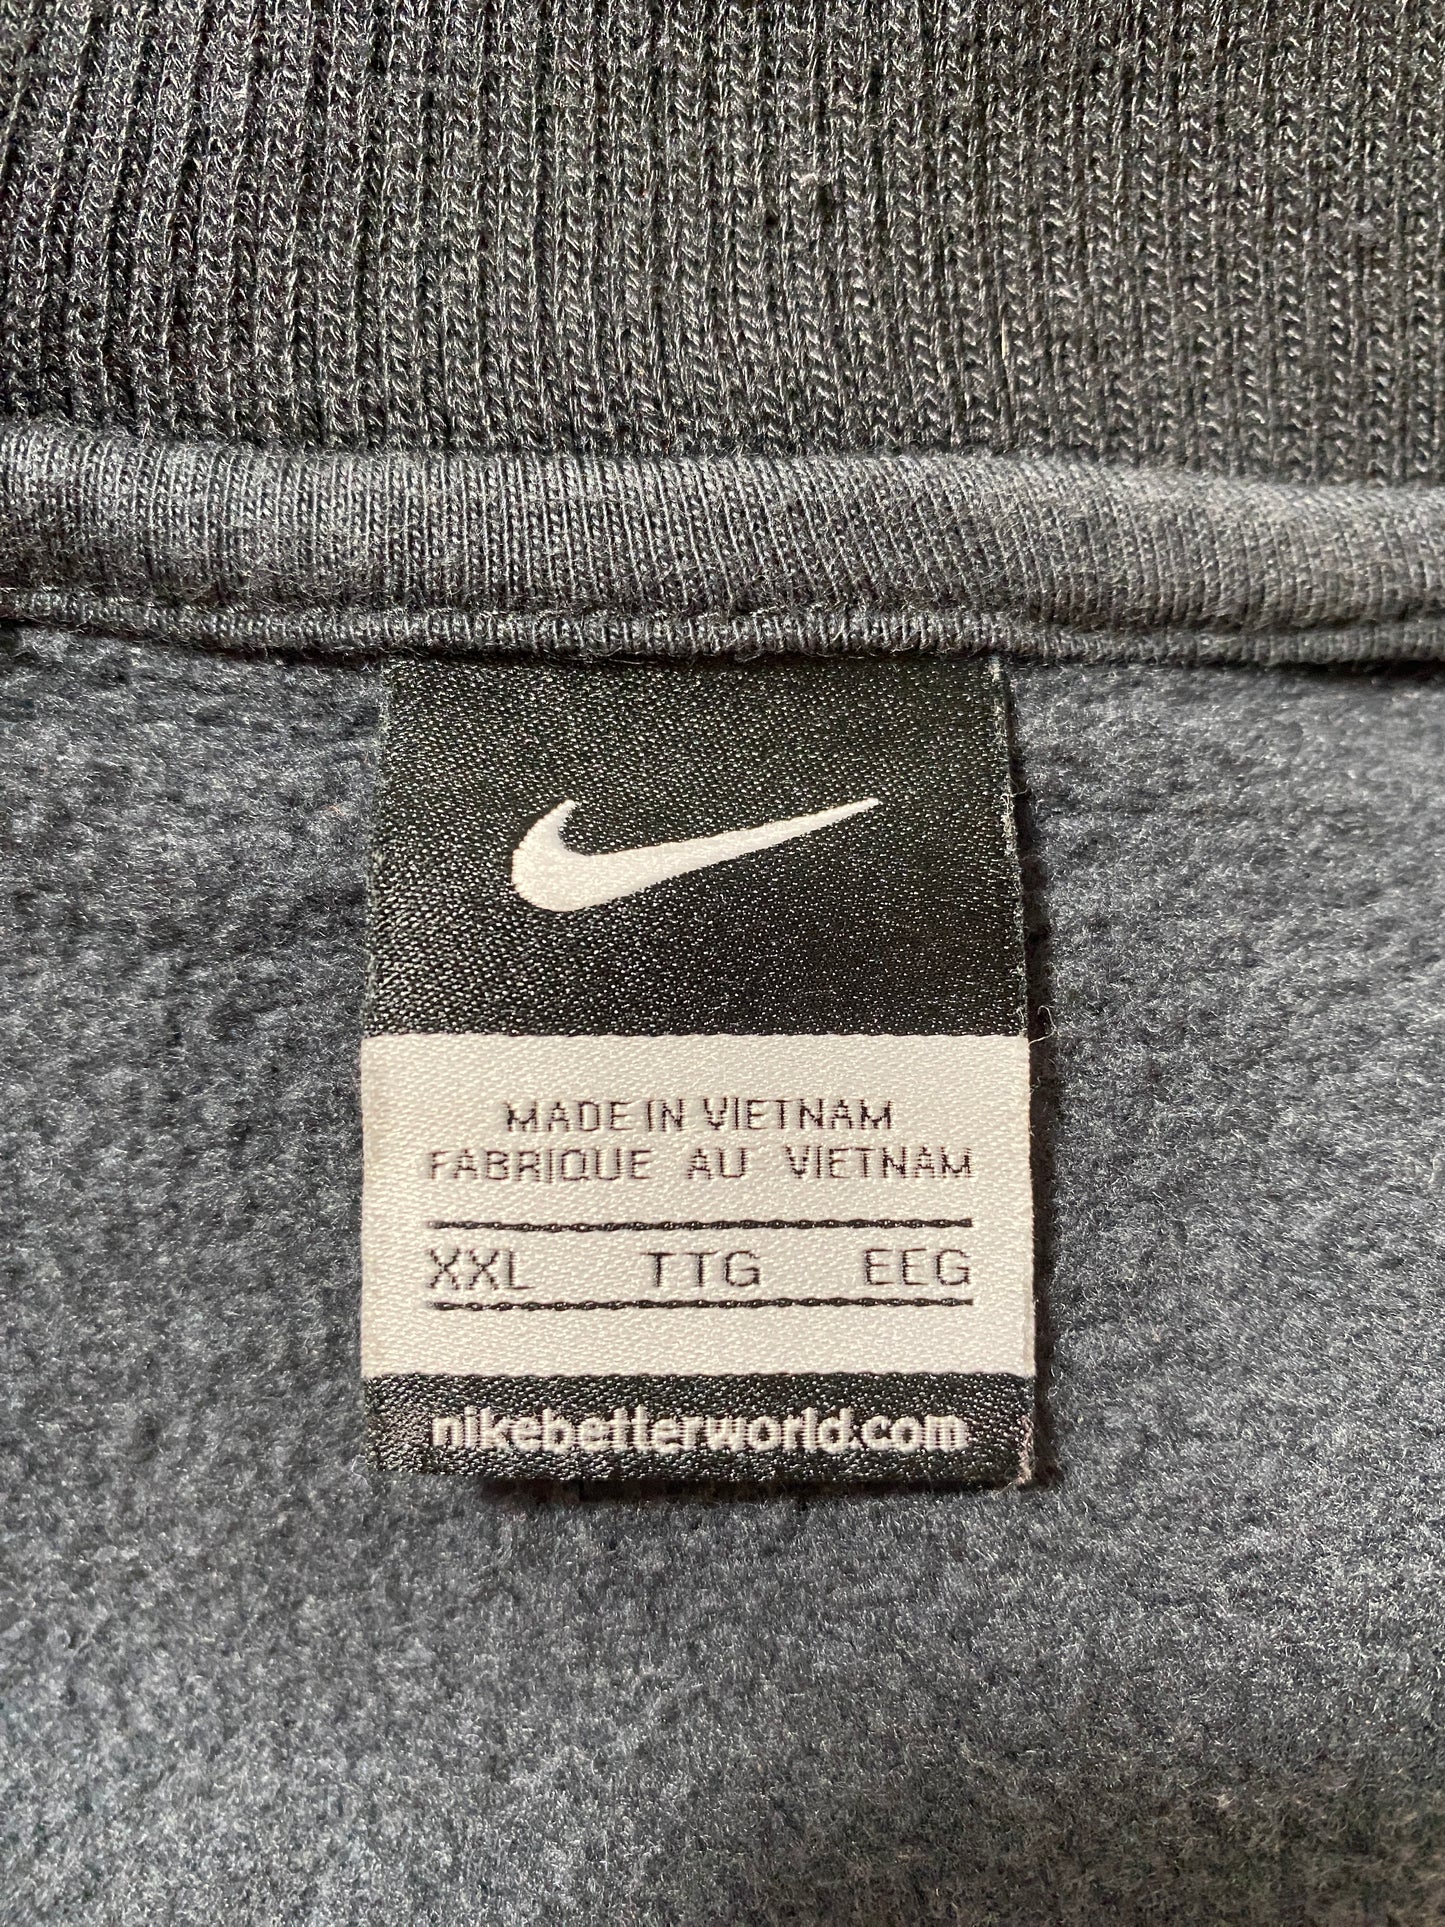 MADE IN VIETNAM
FABRIQUE AU VIETNAM
XXL TTG EEG
nikebetterworld.com